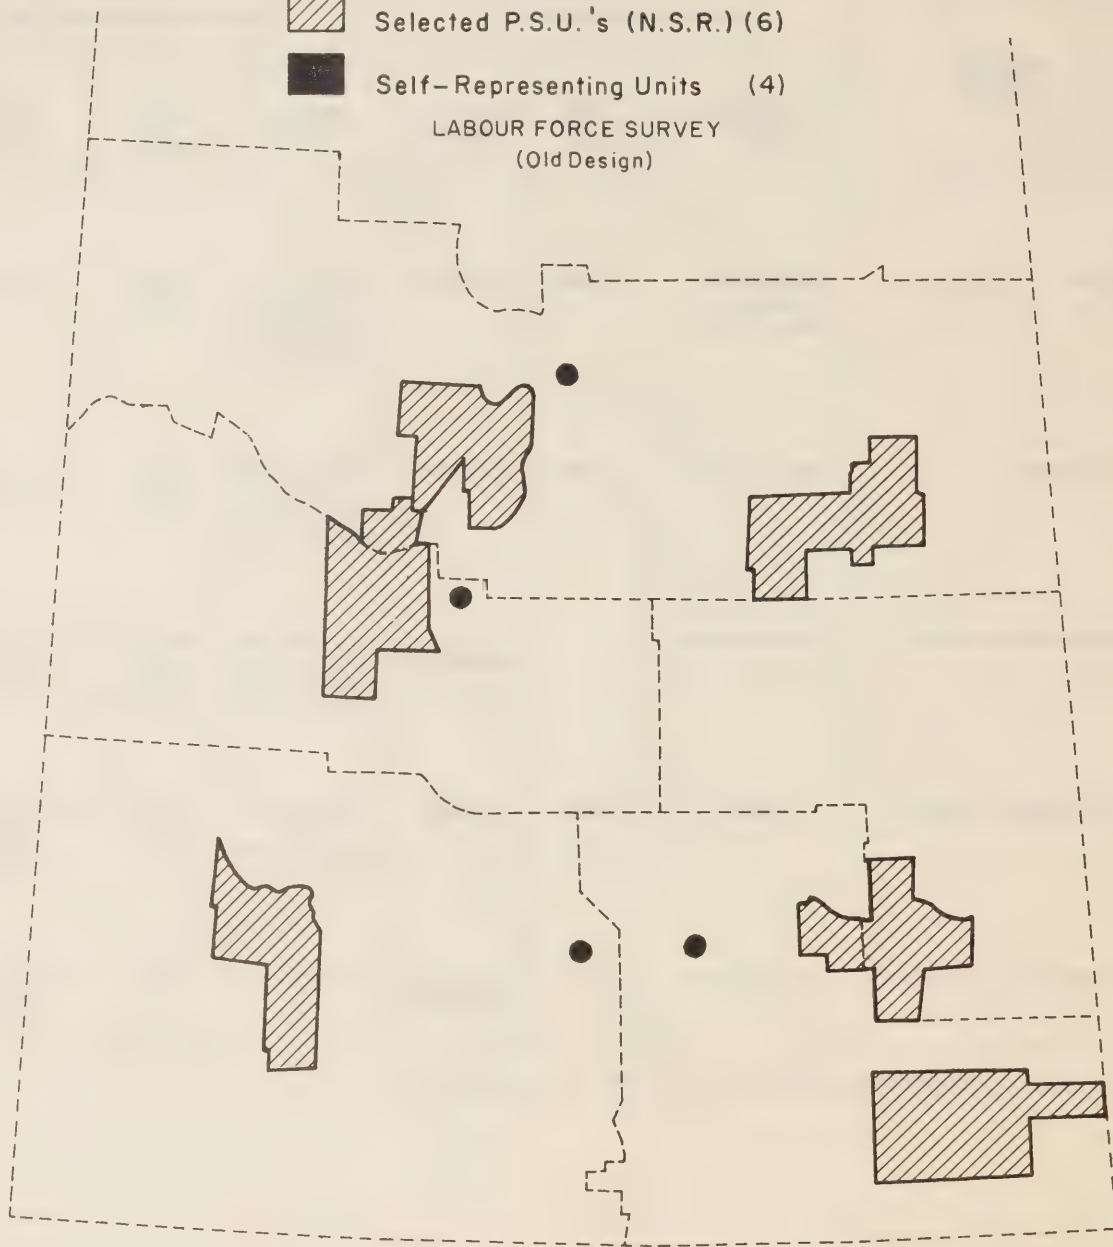 Selected P.S.U.'s (N.S.R.) (6)
Self-Representing Units (4)
LABOUR FORCE SURVEY
(Old Design)